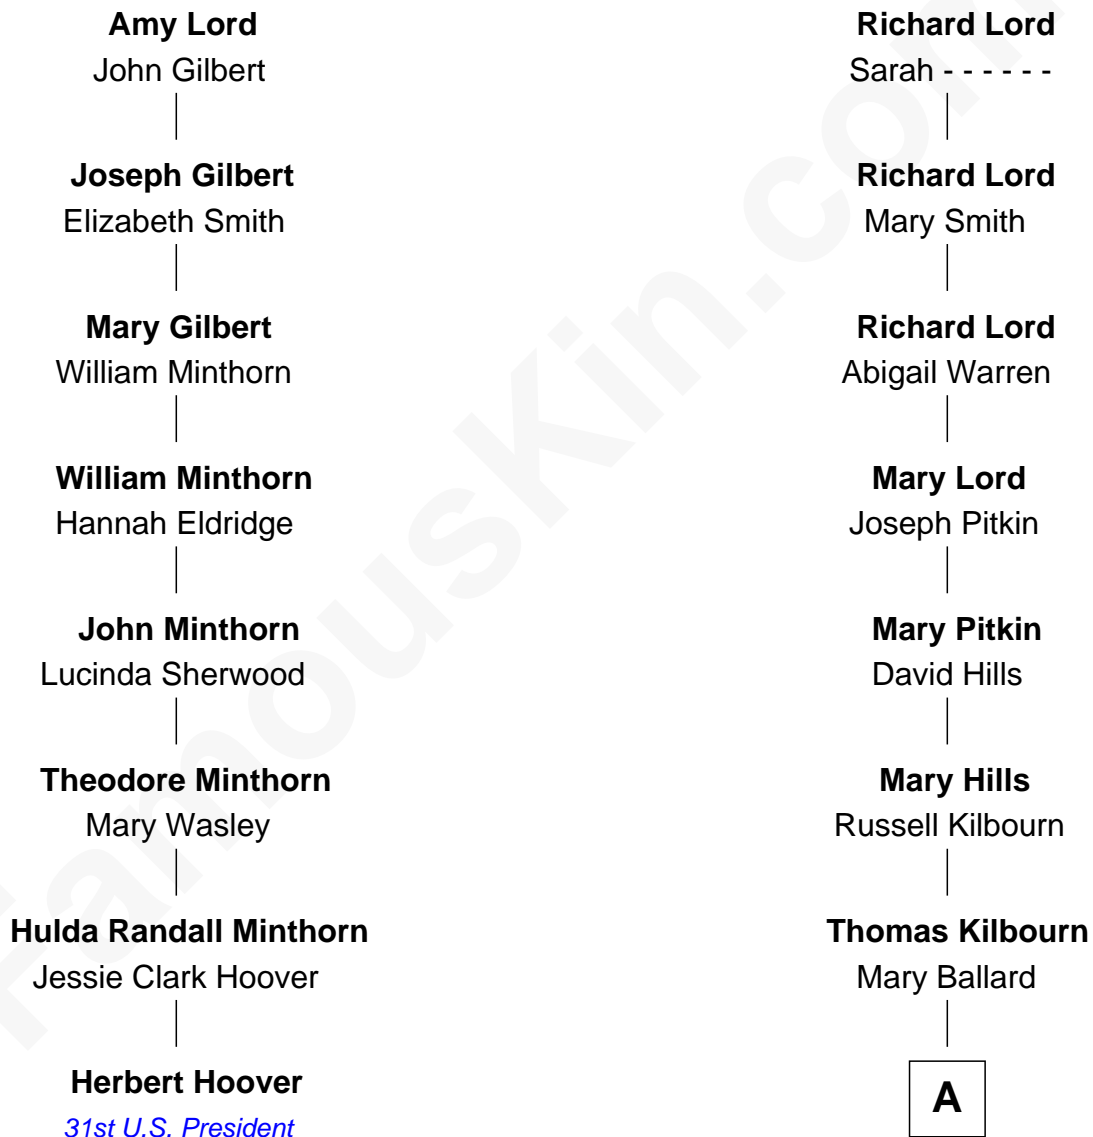 Amy Lord
John Gilbert
Joseph Gilbert
Elizabeth Smith
Mary Gilbert
William Minthorn
William Minthorn
Hannah Eldridge
John Minthorn
Lucinda Sherwood
Theodore Minthorn
Mary Wasley
Hulda Randall Minthorn
Jessie Clark Hoover
Herbert Hoover
31st U.S. President
Richard Lord
Sarah - - - - - -
Richard Lord
Mary Smith
Richard Lord
Abigail Warren
Mary Lord
Joseph Pitkin
Mary Pitkin
David Hills
Mary Hills
Russell Kilbourn
Thomas Kilbourn
Mary Ballard
A
FamousKin.com